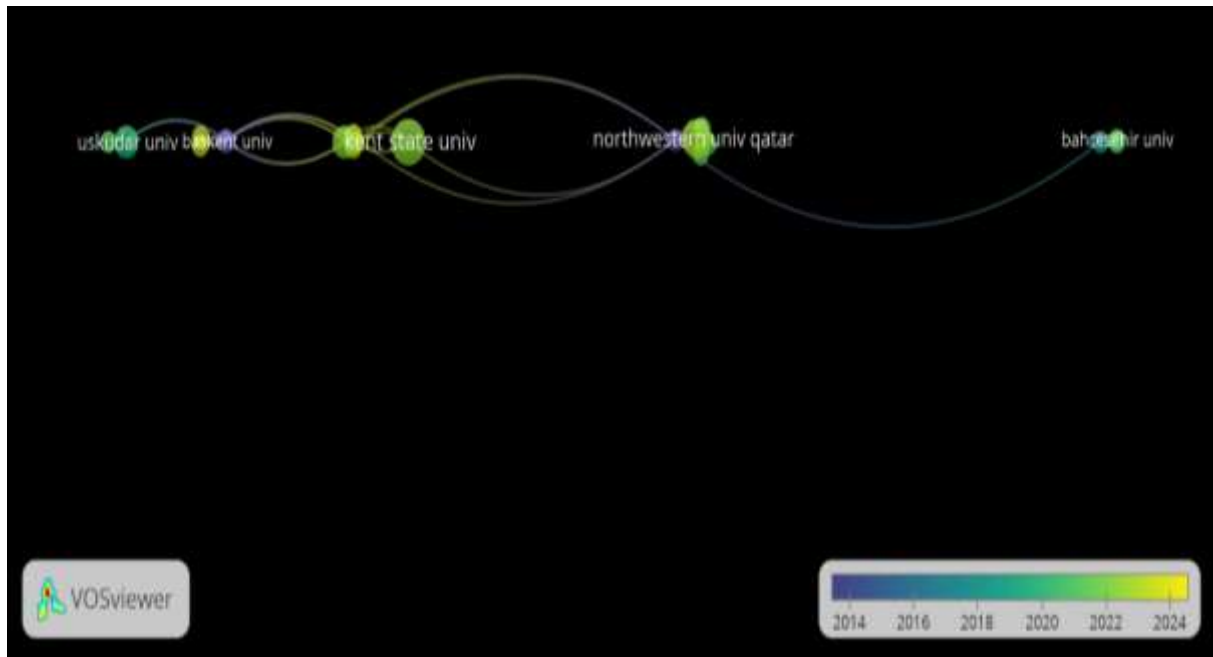 uskudar univ
baskent univ
kent state univ
northwestern univ qatar
bahcesehir univ
VOSviewer
2014 2016 2018 2020 2022 2024